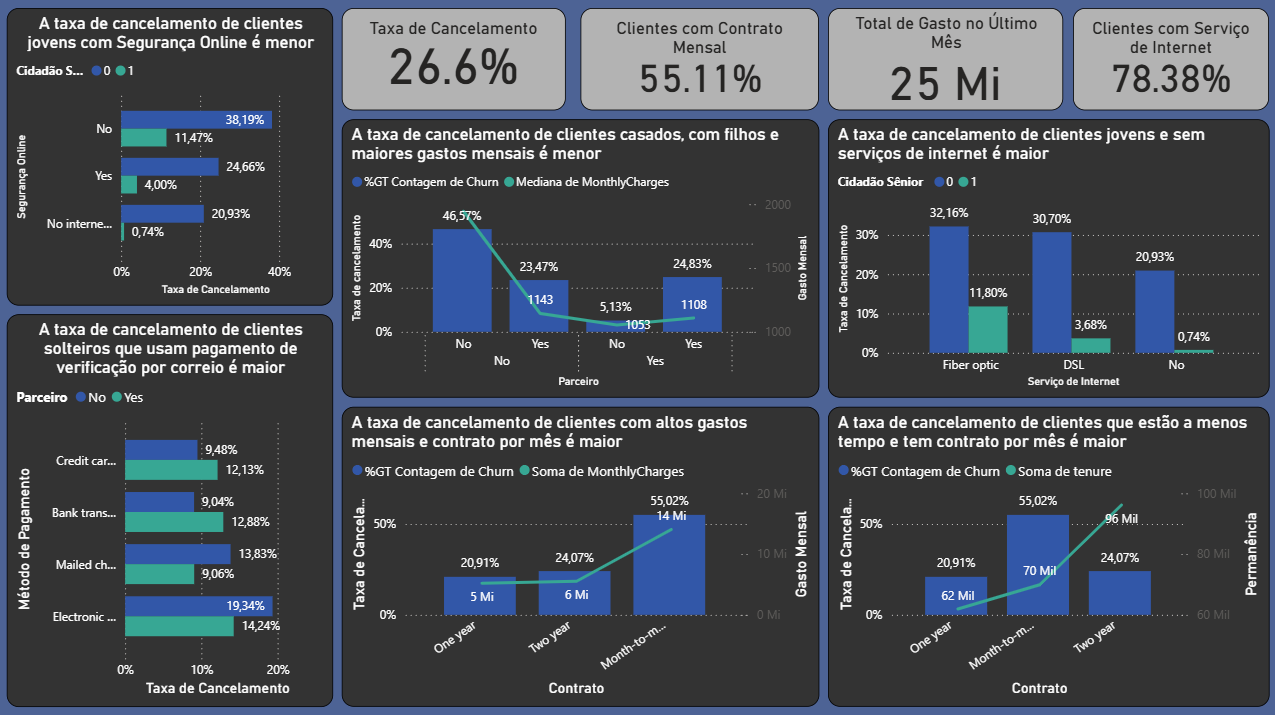 A taxa de cancelamento de clientes
jovens com Segurança Online é menor
Cidadão S... 0 1
Segurança Online
No
38,19%
11,47%
Yes
24,66%
4,00%
No interne...
20,93%
0,74%
0% 20% 40%
Taxa de Cancelamento
Taxa de Cancelamento
26.6%
Clientes com Contrato
Mensal
55.11%
Total de Gasto no Último
Mês
25 Mi
Clientes com Serviço
de Internet
78.38%
A taxa de cancelamento de clientes casados, com filhos e
maiores gastos mensais é menor
%GT Contagem de Churn Mediana de MonthlyCharges
Taxa de cancelamento
40%
20%
0%
46,57%
23,47%
5,13%
24,83%
1143
1053
1108
2000
1500
1000
Gasto Mensal
No Yes No Yes
No Yes
Parceiro
A taxa de cancelamento de clientes jovens e sem
serviços de internet é maior
Cidadão Sênior 0 1
Taxa de Cancelamento
30%
20%
10%
0%
32,16%
11,80%
30,70%
3,68%
20,93%
0,74%
Fiber optic DSL No
Serviço de Internet
A taxa de cancelamento de clientes
solteiros que usam pagamento de
verificação por correio é maior
Parceiro No Yes
Método de Pagamento
Credit car...
9,48%
12,13%
Bank trans...
9,04%
12,88%
Mailed ch...
13,83%
9,06%
Electronic ...
19,34%
14,24%
0% 10% 20%
Taxa de Cancelamento
A taxa de cancelamento de clientes com altos gastos
mensais e contrato por mês é maior
%GT Contagem de Churn Soma de MonthlyCharges
Taxa de Cancela...
50%
0%
20,91%
24,07%
55,02%
5 Mi
6 Mi
14 Mi
20 Mi
10 Mi
0 Mi
Gasto Mensal
One year Two year Month-to-m...
Contrato
A taxa de cancelamento de clientes que estão a menos
tempo e tem contrato por mês é maior
%GT Contagem de Churn Soma de tenure
Taxa de Cancela...
50%
0%
20,91%
55,02%
24,07%
62 Mil
70 Mil
96 Mil
100 Mil
80 Mil
60 Mil
Permanência
One year Month-to-m... Two year
Contrato